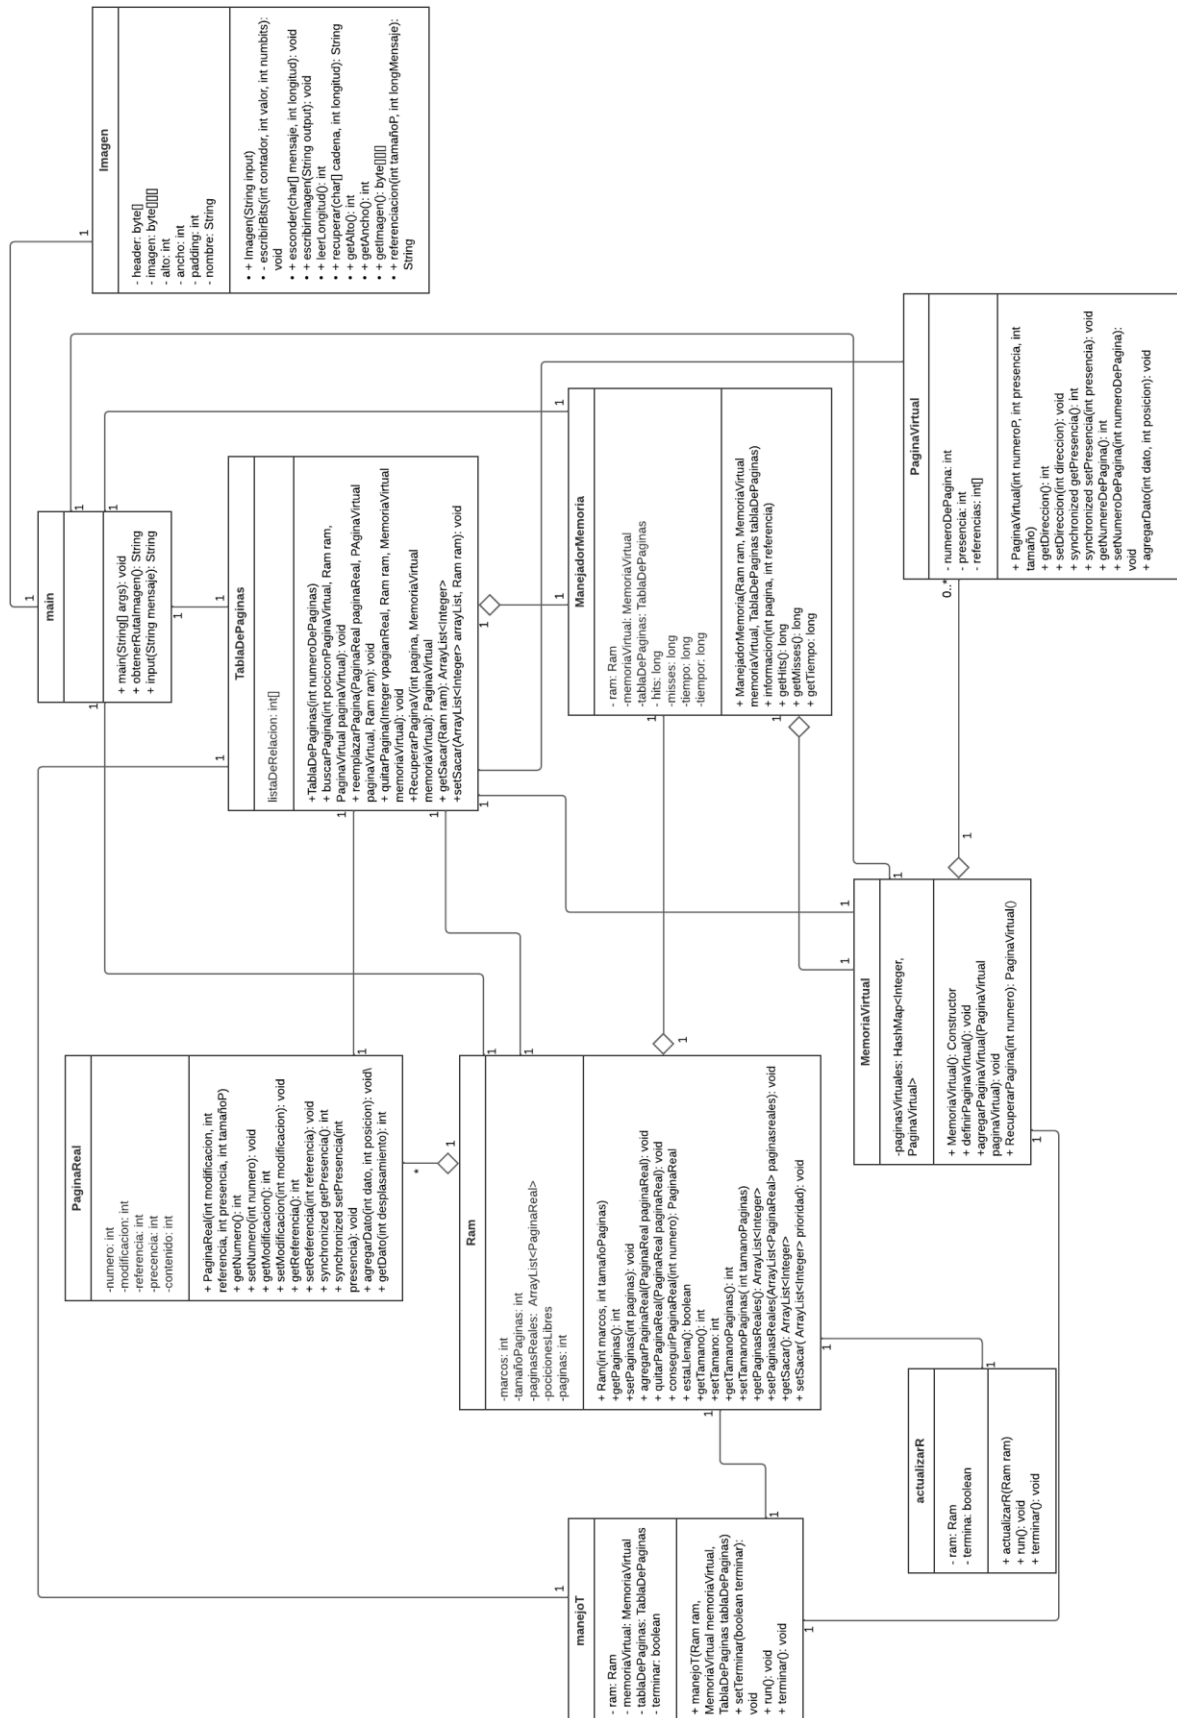 main
+ main(String[] args): void
+ obtenerRutaImagen(): String
+ input(String mensaje): String
1
1
1
1
1
PaginaReal
-numero: int
-modificacion: int
-referencia: int
-precencia: int
-contenido: int
+ PaginaReal(int modificacion, int
referencia, int presencia, int tamañoP)
+ getNumero(): int
+ setNumero(int numero): void
+ getModificacion(): int
+ setModificacion(int modificacion): void
+ getReferencia(): int
+ setReferencia(int referencia): void
+ synchronized getPresencia(): int
+ synchronized setPresencia(int
presencia): void
+ agregarDato(int dato, int posicion): void\
+ getDato(int desplasamiento): int
1
*
Imagen
- header: byte[]
- imagen: byte[][][]
- alto: int
- ancho: int
- padding: int
- nombre: String
• + Imagen(String input)
• - escribirBits(int contador, int valor, int numbits):
void
• + esconder(char[] mensaje, int longitud): void
• + escribirImagen(String output): void
• + leerLongitud(): int
• + recuperar(char[] cadena, int longitud): String
• + getAlto(): int
• + getAncho(): int
• + getImagen(): byte[][][]
• + referenciacion(int tamañoP, int longMensaje):
String
1
1
TablaDePaginas
listaDeRelacion: int[]
+TablaDePaginas(int numeroDePaginas)
+ buscarPagina(int pociconPaginaVirtual, Ram ram,
PaginaVirtual paginaVirtual): void
+ reemplazarPagina(PaginaReal paginaReal, PAginaVirtual
paginaVirtual, Ram ram): void
+ quitarPagina(Integer vpagianReal, Ram ram, MemoriaVirtual
memoriaVirtual): void
+RecuperarPaginaV(int pagina, MemoriaVirtual
memoriaVirtual): PaginaVirtual
+ getSacar(Ram ram): ArrayList<Integer>
+setSacar(ArrayList<Integer> arrayList, Ram ram): void
1
1
1
1
1
1
1
1
Ram
-marcos: int
-tamañoPaginas: int
-paginasReales: ArrayList<PaginaReal>
-pocicionesLibres
-paginas: int
+ Ram(int marcos, int tamañoPaginas)
+getPaginas(): int
+setPaginas(int paginas): void
+ agregarPaginaReal(PaginaReal paginaReal): void
+ quitarPaginaReal(PaginaReal paginaReal): void
+ conseguirPaginaReal(int numero): PaginaReal
+ estaLlena(): boolean
+getTamano(): int
+setTamano: int
+getTamanoPaginas(): int
+setTamanoPaginas( int tamanoPaginas)
+getPaginasReales(): ArrayList<Integer>
+setPaginasReales(ArrayList<PaginaReal> paginasreales): void
+getSacar(): ArrayList<Integer>
+ setSacar( ArrayList<Integer> prioridad): void
1
1
1
1
manejoT
- ram: Ram
- memoriaVirtual: MemoriaVirtual
- tablaDePaginas: TablaDePaginas
- terminar: boolean
+ manejoT(Ram ram,
MemoriaVirtual memoriaVirtual,
TablaDePaginas tablaDePaginas)
+ setTerminar(boolean terminar):
void
+ run(): void
+ terminar(): void
1
1
1
ManejadorMemoria
- ram: Ram
-memoriaVirtual: MemoriaVirtual
-tablaDePaginas: TablaDePaginas
- hits: long
-misses: long
-tiempo: long
-tiempor: long
+ ManejadorMemoria(Ram ram, MemoriaVirtual
memoriaVirtual, TablaDePaginas tablaDePaginas)
+ informacion(int pagina, int referencia)
+ getHits(): long
+ getMisses(): long
+ getTiempo: long
1
1
1
1
1
MemoriaVirtual
-paginasVirtuales: HashMap<Integer,
PaginaVirtual>
+ MemoriaVirtual(): Constructor
+ definirPaginaVirtual(): void
+agregarPaginaVirtual(PaginaVirtual
paginaVirtual): void
+ RecuperarPagina(int numero): PaginaVirtual()
1
1
PaginaVirtual
- numeroDePagina: int
- presencia: int
- referencias: int[]
+ PaginaVirtual(int numeroP, int presencia, int
tamaño)
+ getDireccion(): int
+ setDireccion(int direccion): void
+ synchronized getPresencia(): int
+ synchronized setPresencia(int presencia): void
+ getNumereDePagina(): int
+ setNumeroDePagina(int numeroDePagina):
void
+ agregarDato(int dato, int posicion): void
0..*
actualizarR
- ram: Ram
- termina: boolean
+ actualizarR(Ram ram)
+ run(): void
+ terminar(): void
1